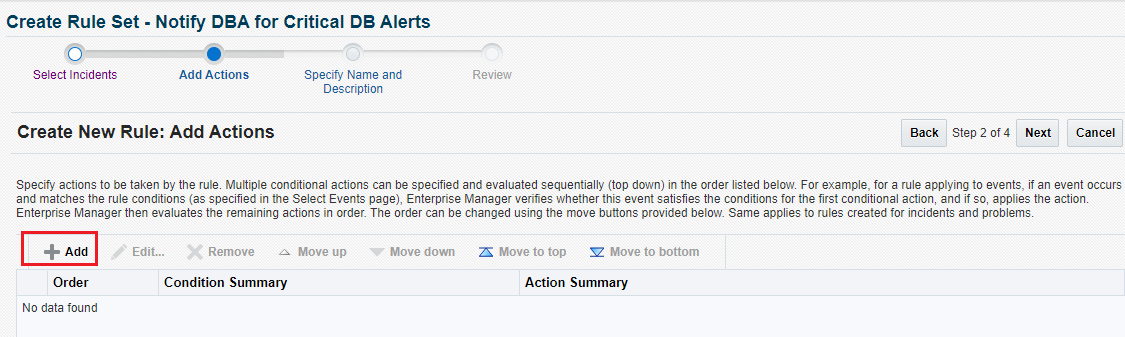 Create Rule Set - Notify DBA for Critical DB Alerts
Select Incidents
Add Actions
Specify Name and
Description
Review
Create New Rule: Add Actions
Back Step 2 of 4 Next Cancel
Specify actions to be taken by the rule. Multiple conditional actions can be specified and evaluated sequentially (top down) in the order listed below. For example, for a rule applying to events, if an event occurs
and matches the rule conditions (as specified in the Select Events page), Enterprise Manager verifies whether this event satisfies the conditions for the first conditional action, and if so, applies the action.
Enterprise Manager then evaluates the remaining actions in order. The order can be changed using the move buttons provided below. Same applies to rules created for incidents and problems.
Add Edit... Remove Move up Move down Move to top Move to bottom
Order Condition Summary Action Summary
No data found